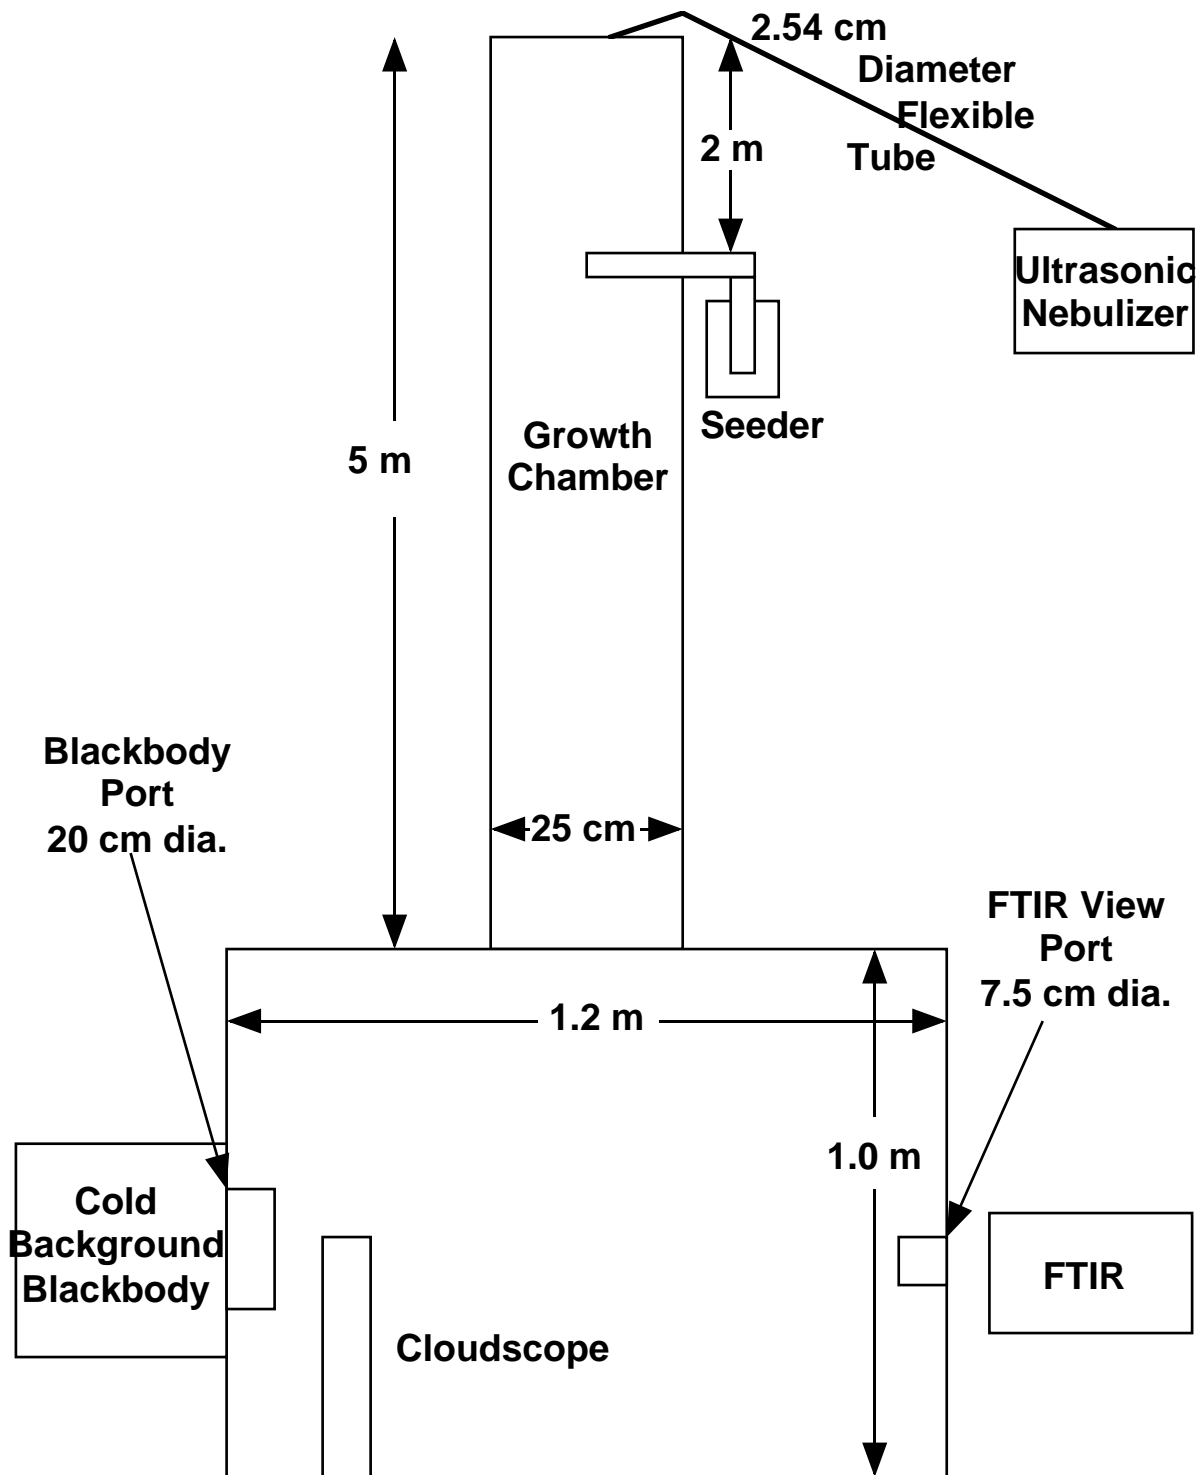 2.54 cm
Diameter
Flexible
Tube
2 m
Ultrasonic
Nebulizer
Seeder
Growth
Chamber
5 m
Blackbody
Port
20 cm dia.
25 cm
FTIR View
Port
7.5 cm dia.
1.2 m
1.0 m
Cold
Background
Blackbody
FTIR
Cloudscope